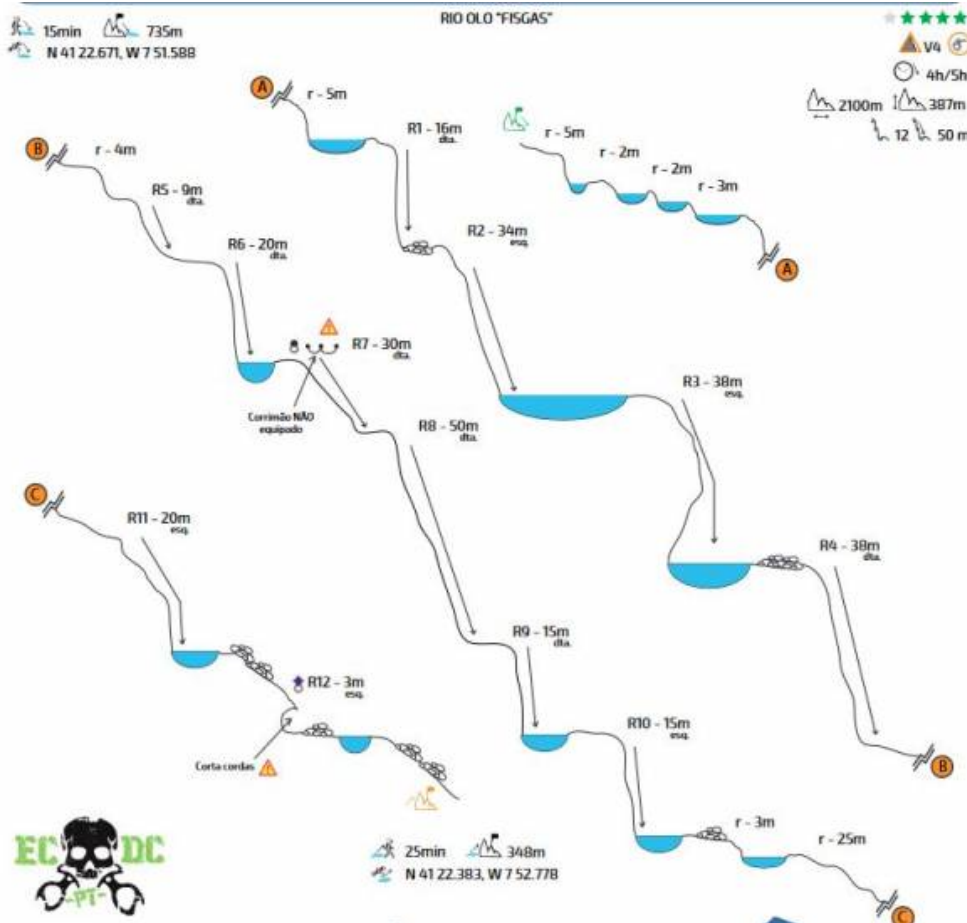 RIO OLO "FISGAS"
15min 735m
N 41 22.671, W 7 51.588
V4
4h/5h
2100m 387m
12 50 m
r - 5m
r - 2m
r - 2m
r - 3m
A
A
r - 5m
R1 - 16m
dta.
R2 - 34m
esq.
R3 - 38m
esq.
R4 - 38m
dta.
B
B
r - 4m
R5 - 9m
dta.
R6 - 20m
dta.
R7 - 30m
dta.
Corrimão NÃO
equipado
R8 - 50m
dta.
R9 - 15m
dta.
R10 - 15m
esq.
r - 3m
r - 25m
C
C
R11 - 20m
esq.
R12 - 3m
esq.
Corta cordas
25min 348m
N 41 22.383, W 7 52.778
EC DC
-PT-